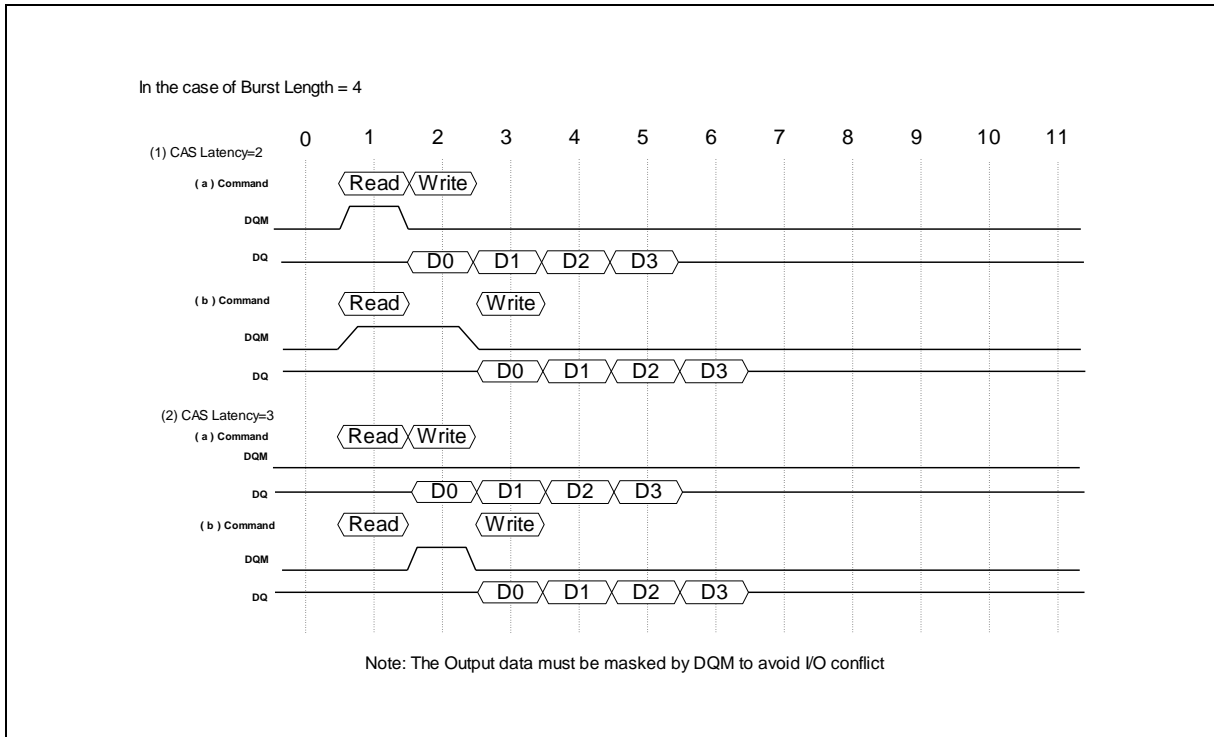 In the case of Burst Length = 4
0 1 2 3 4 5 6 7 8 9 10 11
(1) CAS Latency=2
( a ) Command Read Write
DQM
DQ D0 D1 D2 D3
( b ) Command Read Write
DQM
DQ D0 D1 D2 D3
(2) CAS Latency=3
( a ) Command Read Write
DQM
DQ D0 D1 D2 D3
( b ) Command Read Write
DQM
DQ D0 D1 D2 D3
Note: The Output data must be masked by DQM to avoid I/O conflict